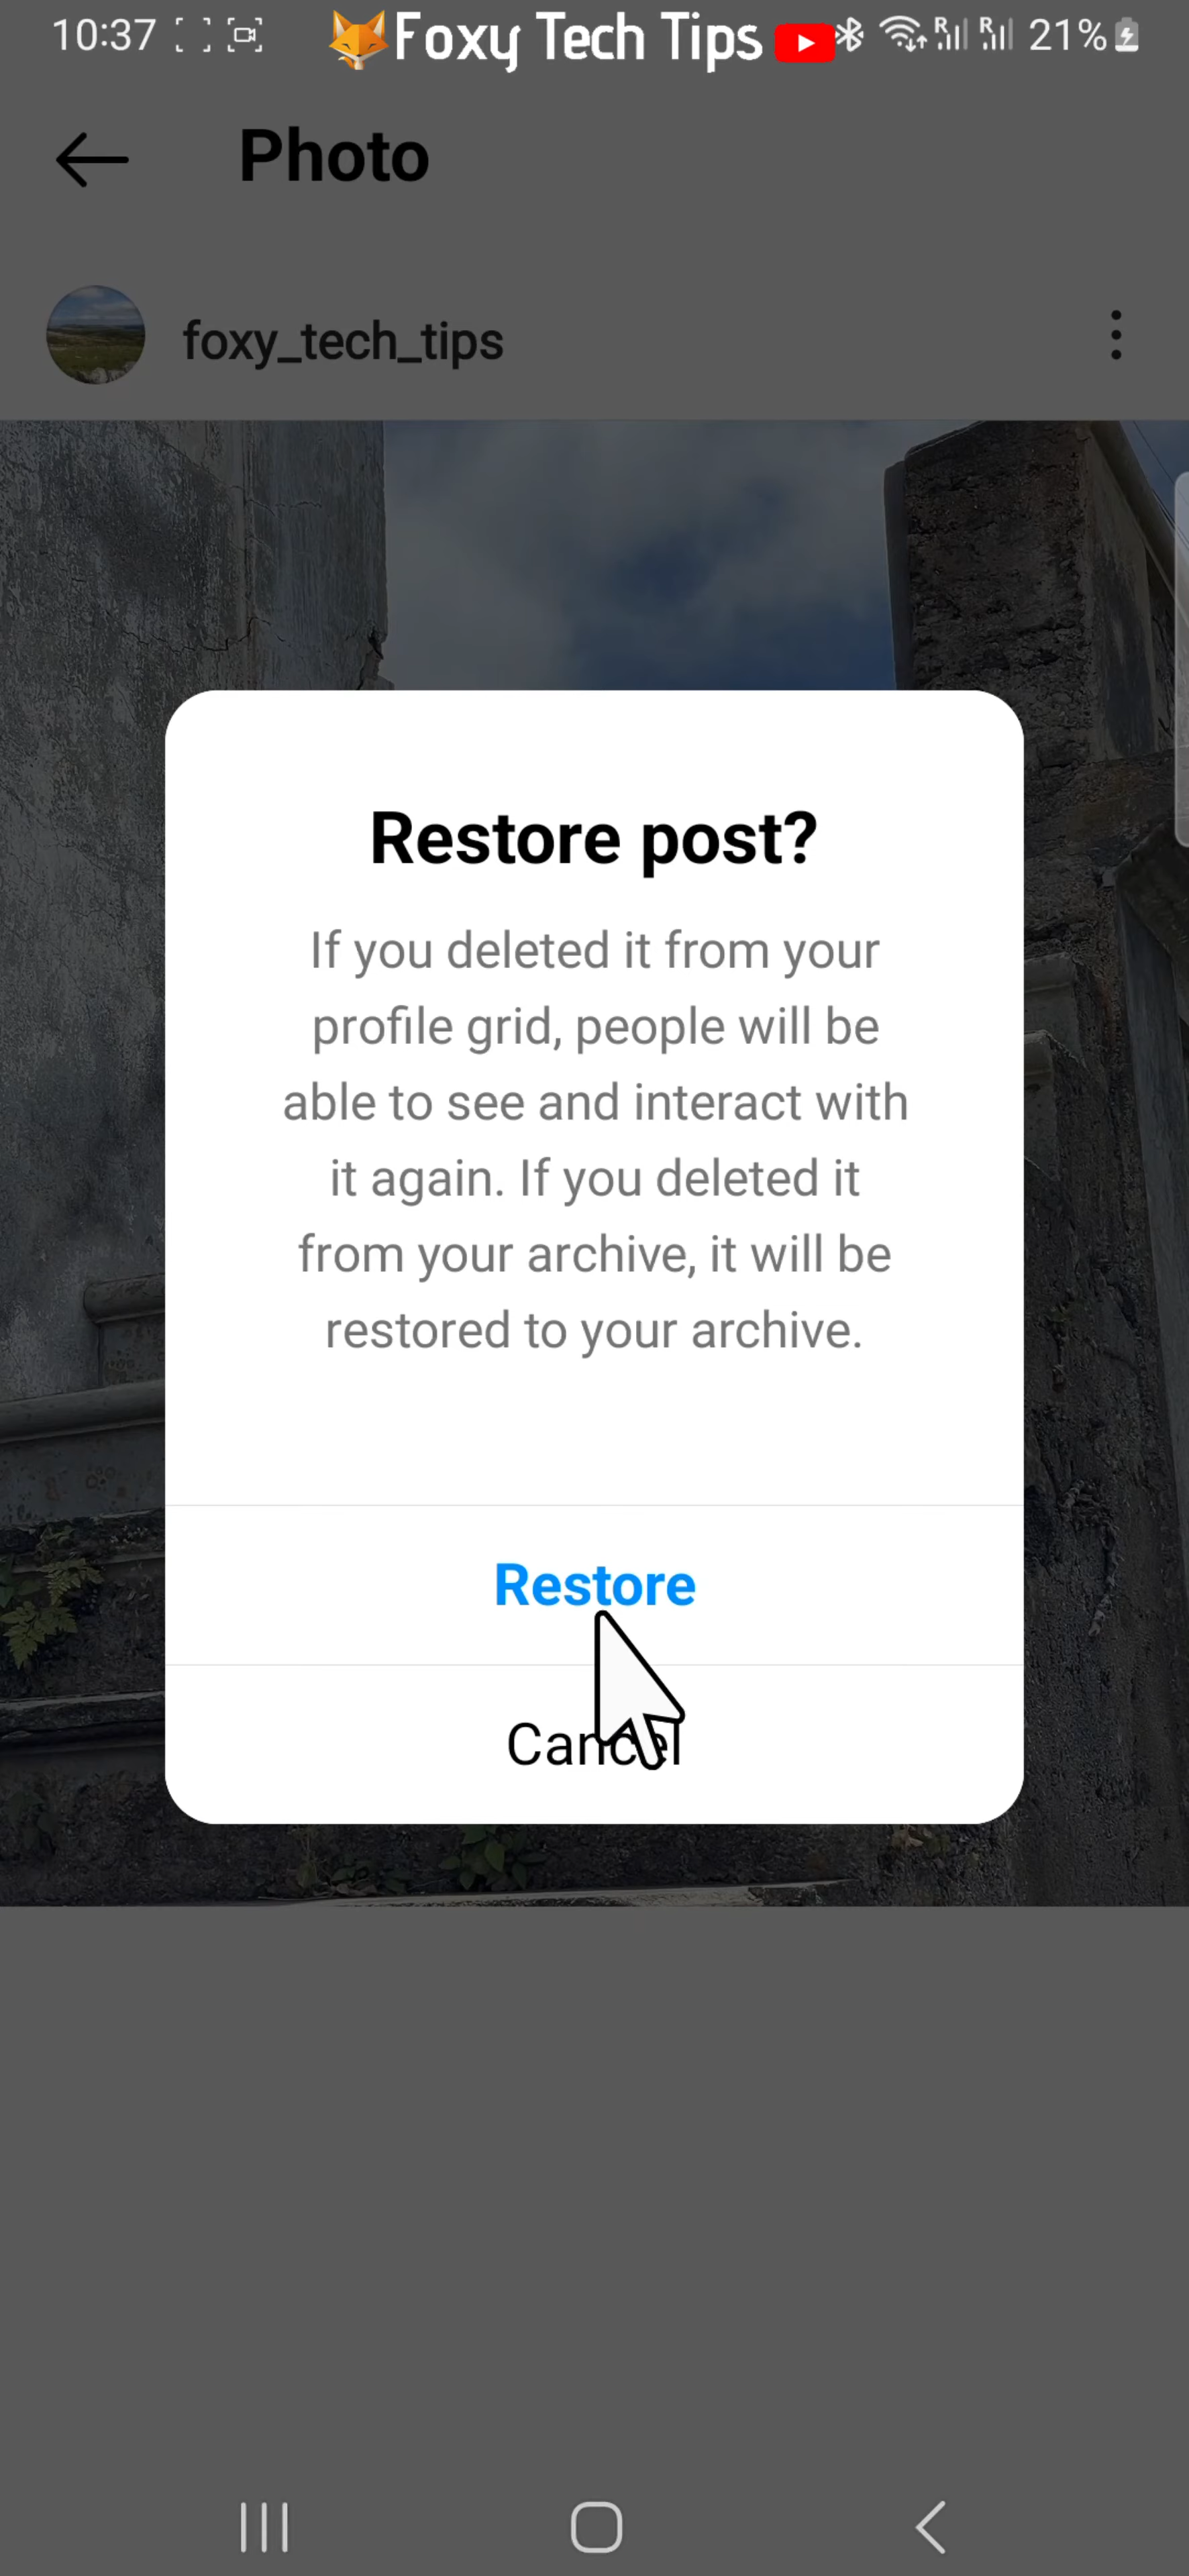 10:37 Foxy Tech Tips R R 21%
Photo
foxy_tech_tips
Restore post?
If you deleted it from your
profile grid, people will be
able to see and interact with
it again. If you deleted it
from your archive, it will be
restored to your archive.
Restore
Cancel